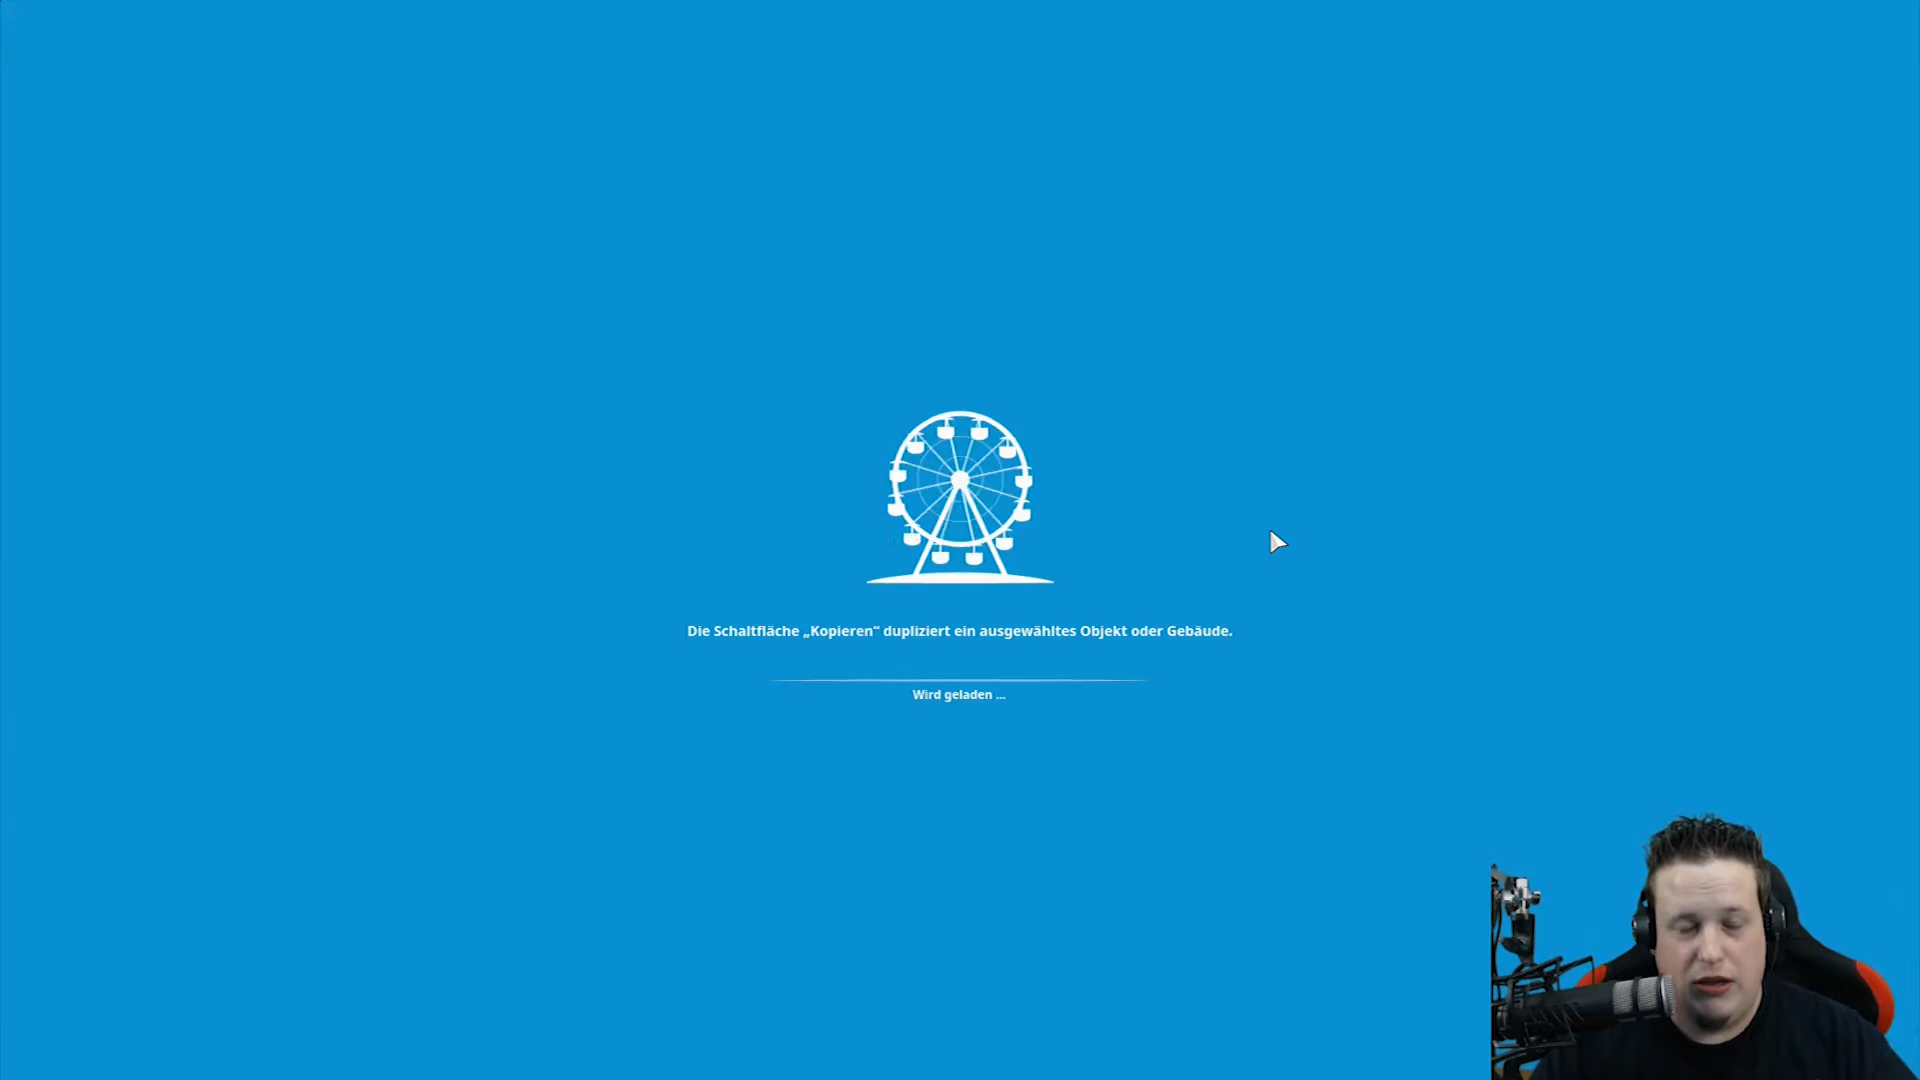 Die Schaltfläche „Kopieren“ dupliziert ein ausgewähltes Objekt oder Gebäude.
Wird geladen ...